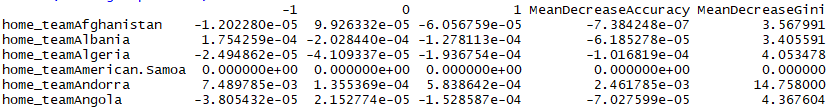 -1 0 1 MeanDecreaseAccuracy MeanDecreaseGini
home_teamAfghanistan -1.202280e-05 9.926332e-05 -6.056759e-05 -7.384248e-07 3.567991
home_teamAlbania 1.754259e-04 -2.028440e-04 -1.278113e-04 -6.185278e-05 3.405591
home_teamAlgeria -2.494862e-05 -4.109337e-05 -1.936754e-04 -1.016819e-04 4.053478
home_teamAmerican.Samoa 0.000000e+00 0.000000e+00 0.000000e+00 0.000000e+00 0.000000
home_teamAndorra 7.489785e-03 1.355369e-04 5.838642e-04 2.461785e-03 14.758000
home_teamAngola -3.805432e-05 2.152774e-05 -1.528587e-04 -7.027599e-05 4.367604